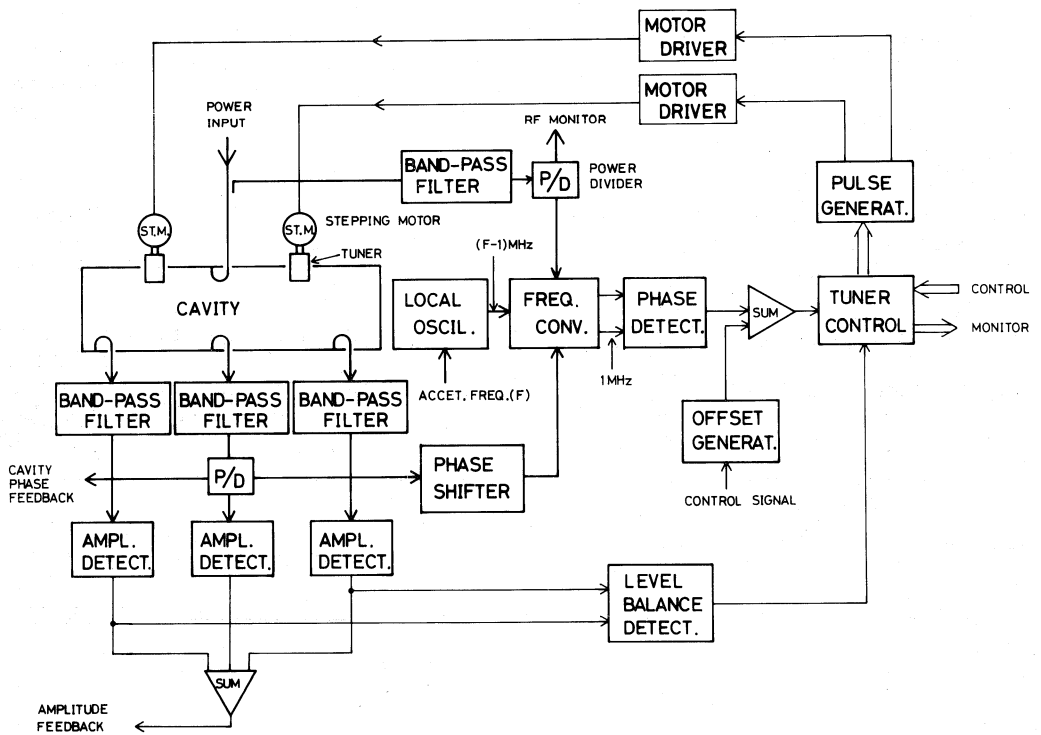 MOTOR
DRIVER
MOTOR
DRIVER
POWER
INPUT
RF MONITOR
BAND-PASS
FILTER
P/D
POWER
DIVIDER
PULSE
GENERAT.
ST.M.
ST.M.
STEPPING MOTOR
TUNER
(F-1)MHz
CAVITY
LOCAL
OSCIL.
FREQ.
CONV.
PHASE
DETECT.
SUM
TUNER
CONTROL
CONTROL
MONITOR
1MHz
ACCET. FREQ.(F)
BAND-PASS
FILTER
BAND-PASS
FILTER
BAND-PASS
FILTER
OFFSET
GENERAT.
CAVITY
PHASE
FEEDBACK
P/D
PHASE
SHIFTER
CONTROL SIGNAL
AMPL.
DETECT.
AMPL.
DETECT.
AMPL.
DETECT.
LEVEL
BALANCE
DETECT.
SUM
AMPLITUDE
FEEDBACK